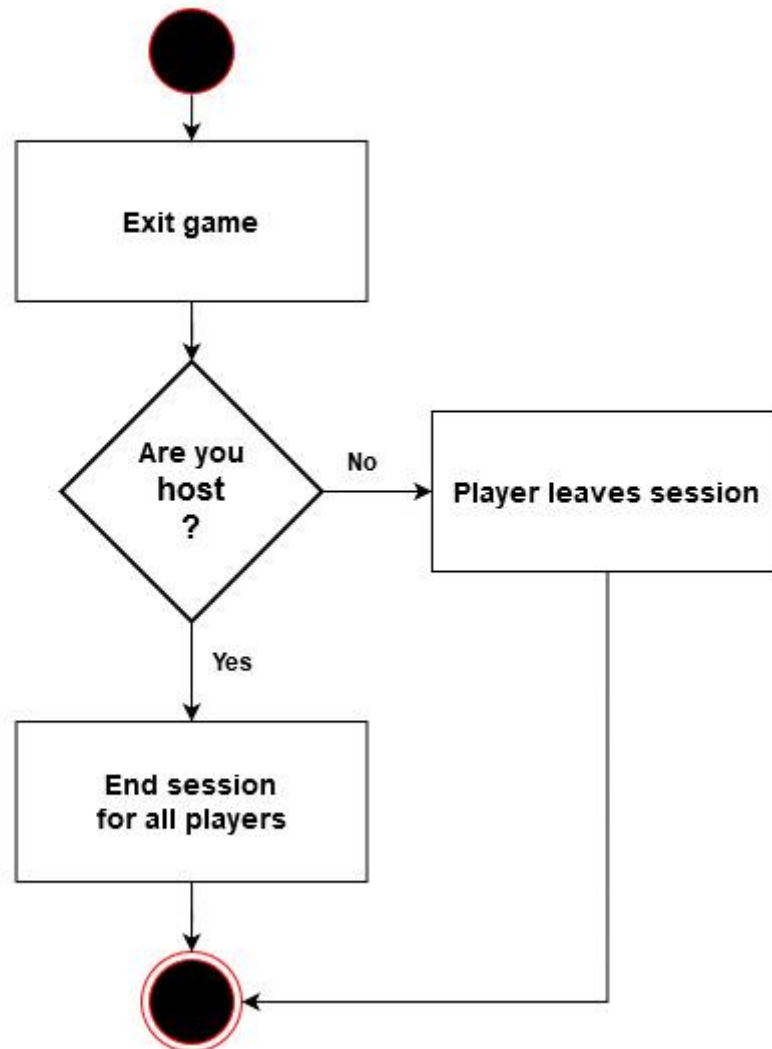 Exit game
Are you
host
?
No
Player leaves session
Yes
End session
for all players